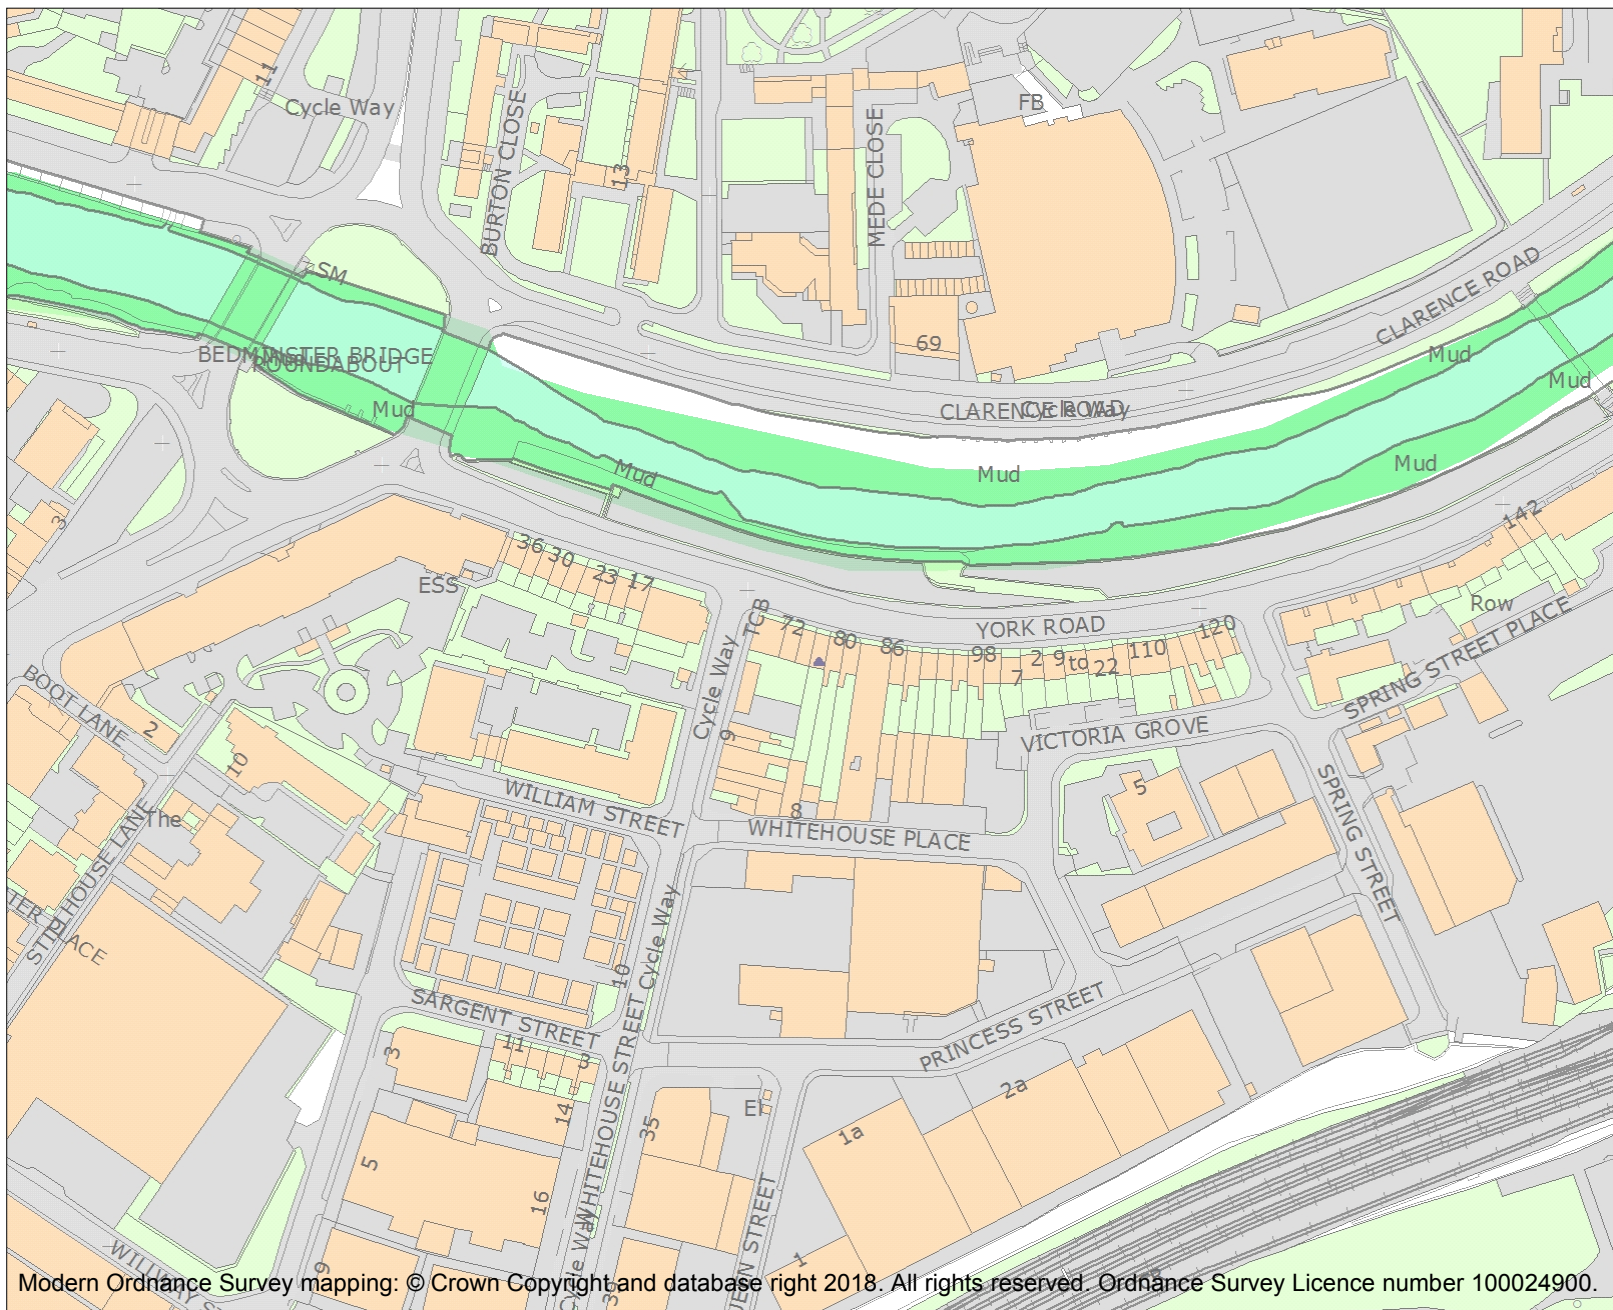 11
Cycle Way
BURTON CLOSE
13
MEDE CLOSE
FB
SM
69
CLARENCE ROAD
BEDMINSTER BRIDGE
ROUNDABOUT
Mud
Mud
Mud
CLARENCE ROAD
Cycle Way
Mud
Mud
Mud
3
36
30
23
17
ESS
142
TCB
72
80
86
98
7
2
9 to 22
110
120
YORK ROAD
Row
SPRING STREET PLACE
BOOT LANE
2
10
Cycle Way
9
VICTORIA GROVE
5
WILLIAM STREET
8
WHITEHOUSE PLACE
SPRING STREET
The
STILLHOUSE LANE
TER PLACE
10
Cycle Way
SARGENT STREET
11
3
3
PRINCESS STREET
2a
1a
El
35
14
WHITEHOUSE STREET
5
16
Cycle Way
1
9
Modern Ordnance Survey mapping: © Crown Copyright and database right 2018. All rights reserved. Ordnance Survey Licence number 100024900.